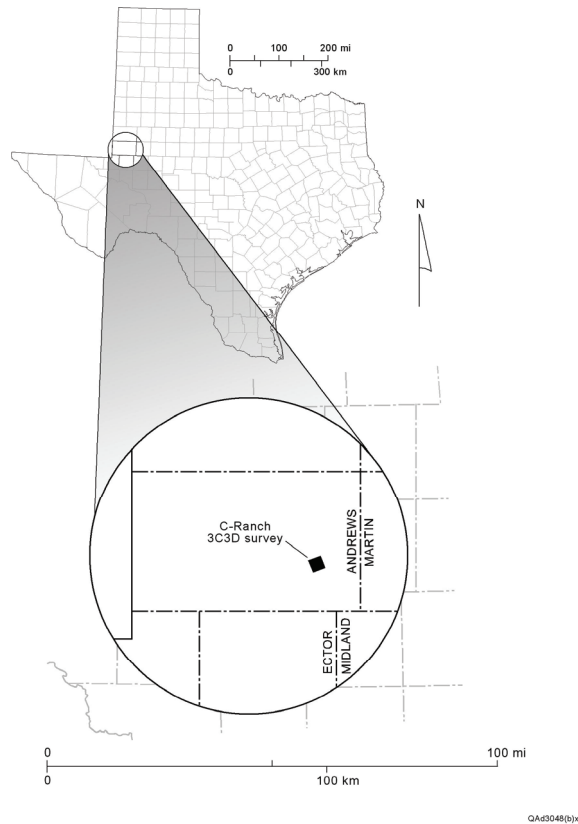 0 100 200 mi
0 300 km
N
C-Ranch
3C3D survey
ANDREWS
MARTIN
ECTOR
MIDLAND
0 100 mi
0 100 km
QAd3048(b)x